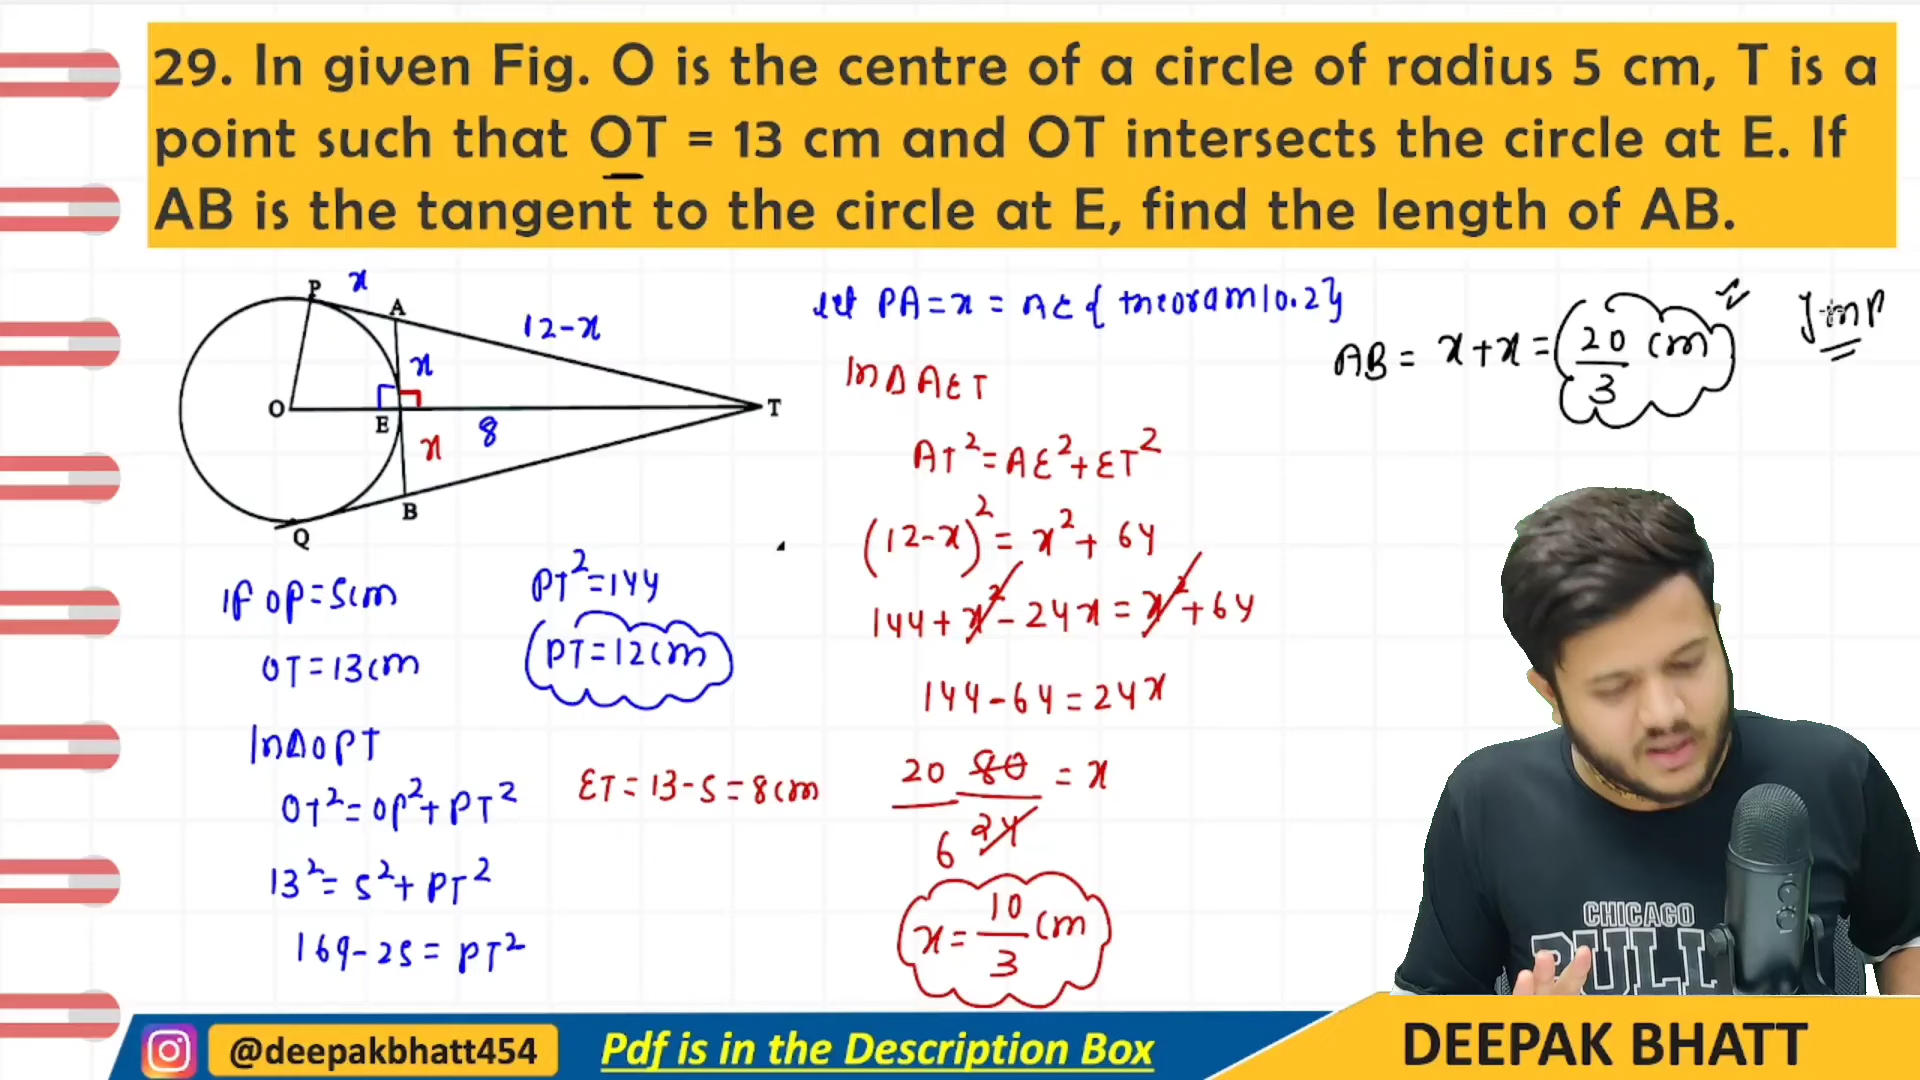 29. In given Fig. O is the centre of a circle of radius 5 cm, T is a
point such that OT = 13 cm and OT intersects the circle at E. If
AB is the tangent to the circle at E, find the length of AB.
P
x
A
12-x
x
O
E
T
x
8
B
Q
If OP=5cm
OT=13cm
In△OPT
OT²=OP²+PT²
13²=5²+PT²
169-25=PT²
PT²=144
PT=12cm
ET=13-5=8cm
let PA=x=AE{theoram10.2}
In△AET
AT²=AE²+ET²
(12-x)²=x²+64
144+x²-24x=x²+64
144-64=24x
20 80 =x
6 24
x=10/3 cm
AB= x+x= 20/3 cm
Imp
CHICAGO
BULL
@deepakbhatt454
Pdf is in the Description Box
DEEPAK BHATT